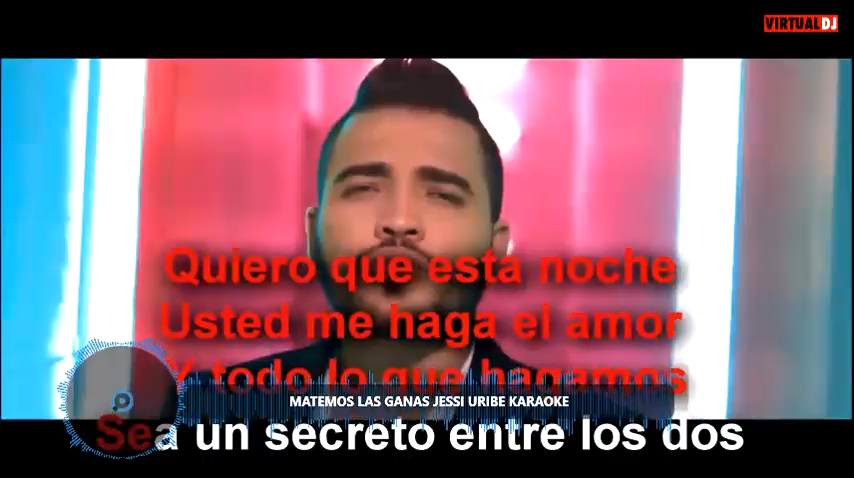 VIRTUALDJ
Quiero que esta noche
Usted me haga el amor
Y todo lo que hagamos
MATEMOS LAS GANAS JESSI URIBE KARAOKE
Sea un secreto entre los dos